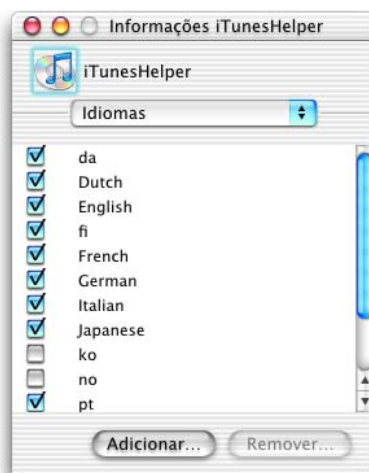 Informações iTunesHelper
iTunesHelper
Idiomas
da
Dutch
English
fi
French
German
Italian
Japanese
ko
no
pt
Adicionar...
Remover...